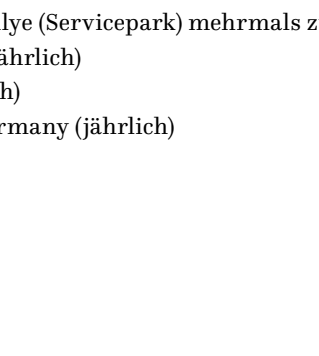 lye (Servicepark) mehrmals z
ährlich)
h)
rmany (jährlich)